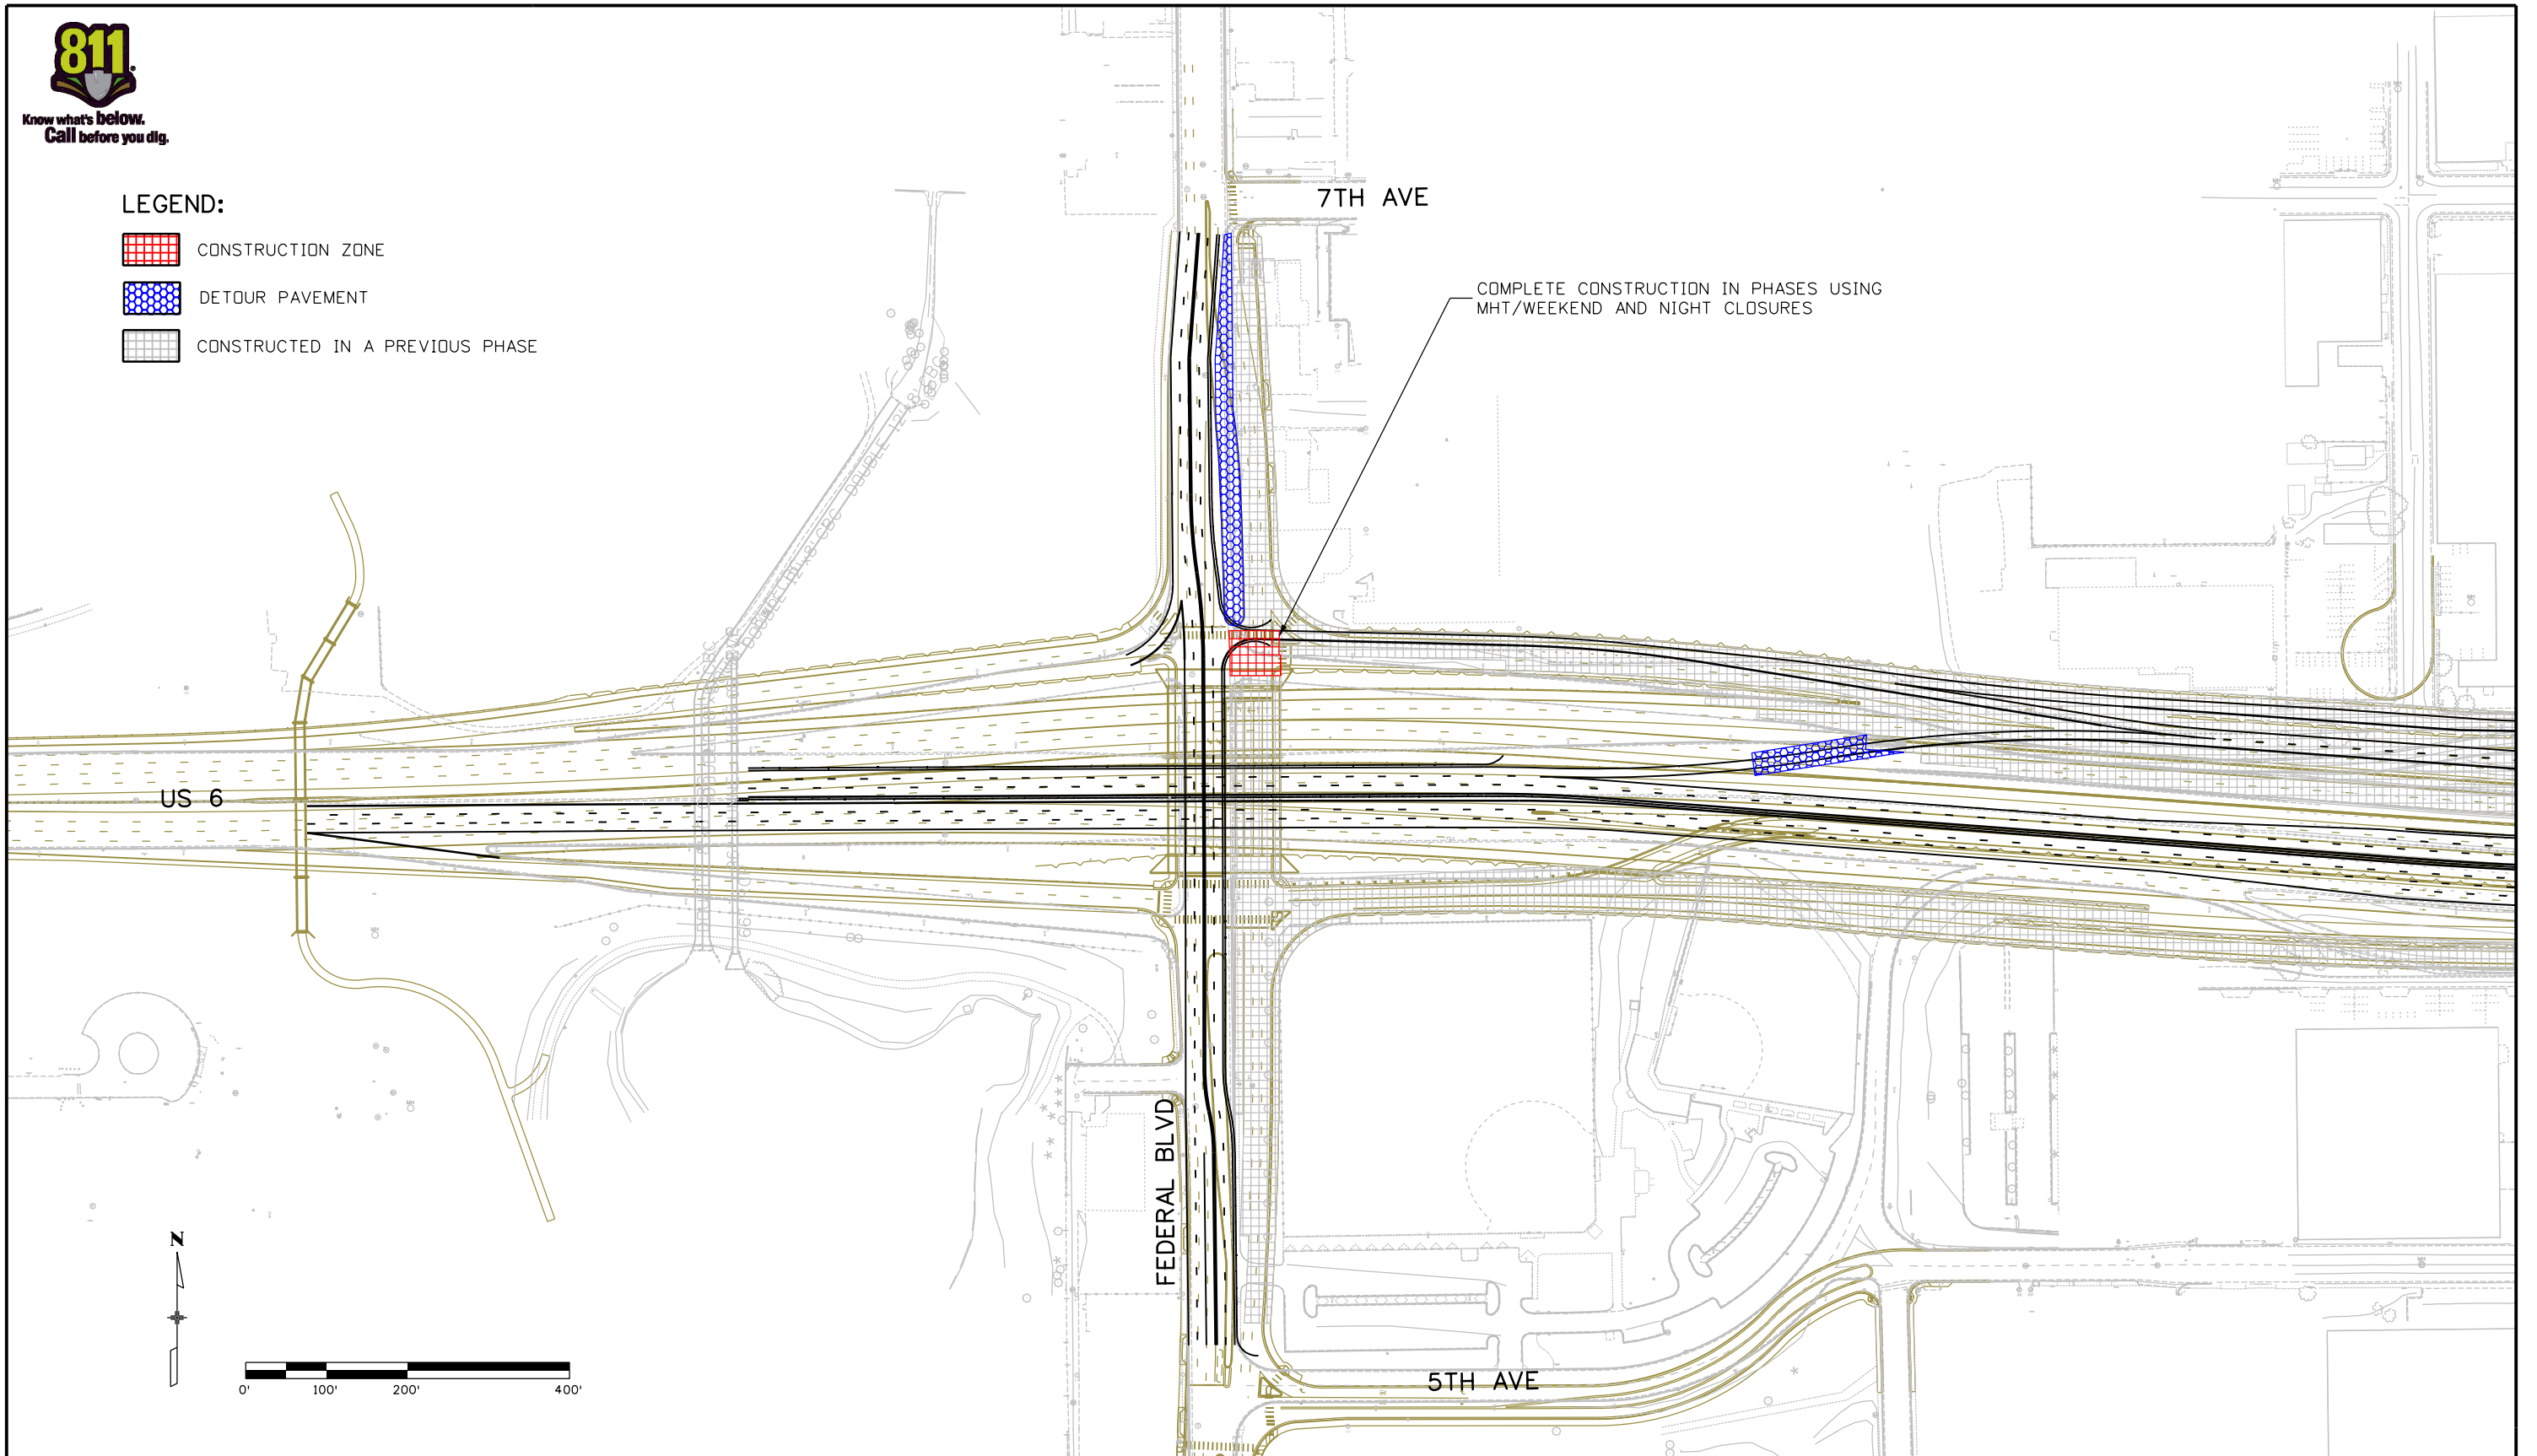 811
Know what's below.
Call before you dig.
LEGEND:
CONSTRUCTION ZONE
DETOUR PAVEMENT
CONSTRUCTED IN A PREVIOUS PHASE
7TH AVE
COMPLETE CONSTRUCTION IN PHASES USING
MHT/WEEKEND AND NIGHT CLOSURES
US 6
FEDERAL BLVD
5TH AVE
N
0'
100'
200'
400'